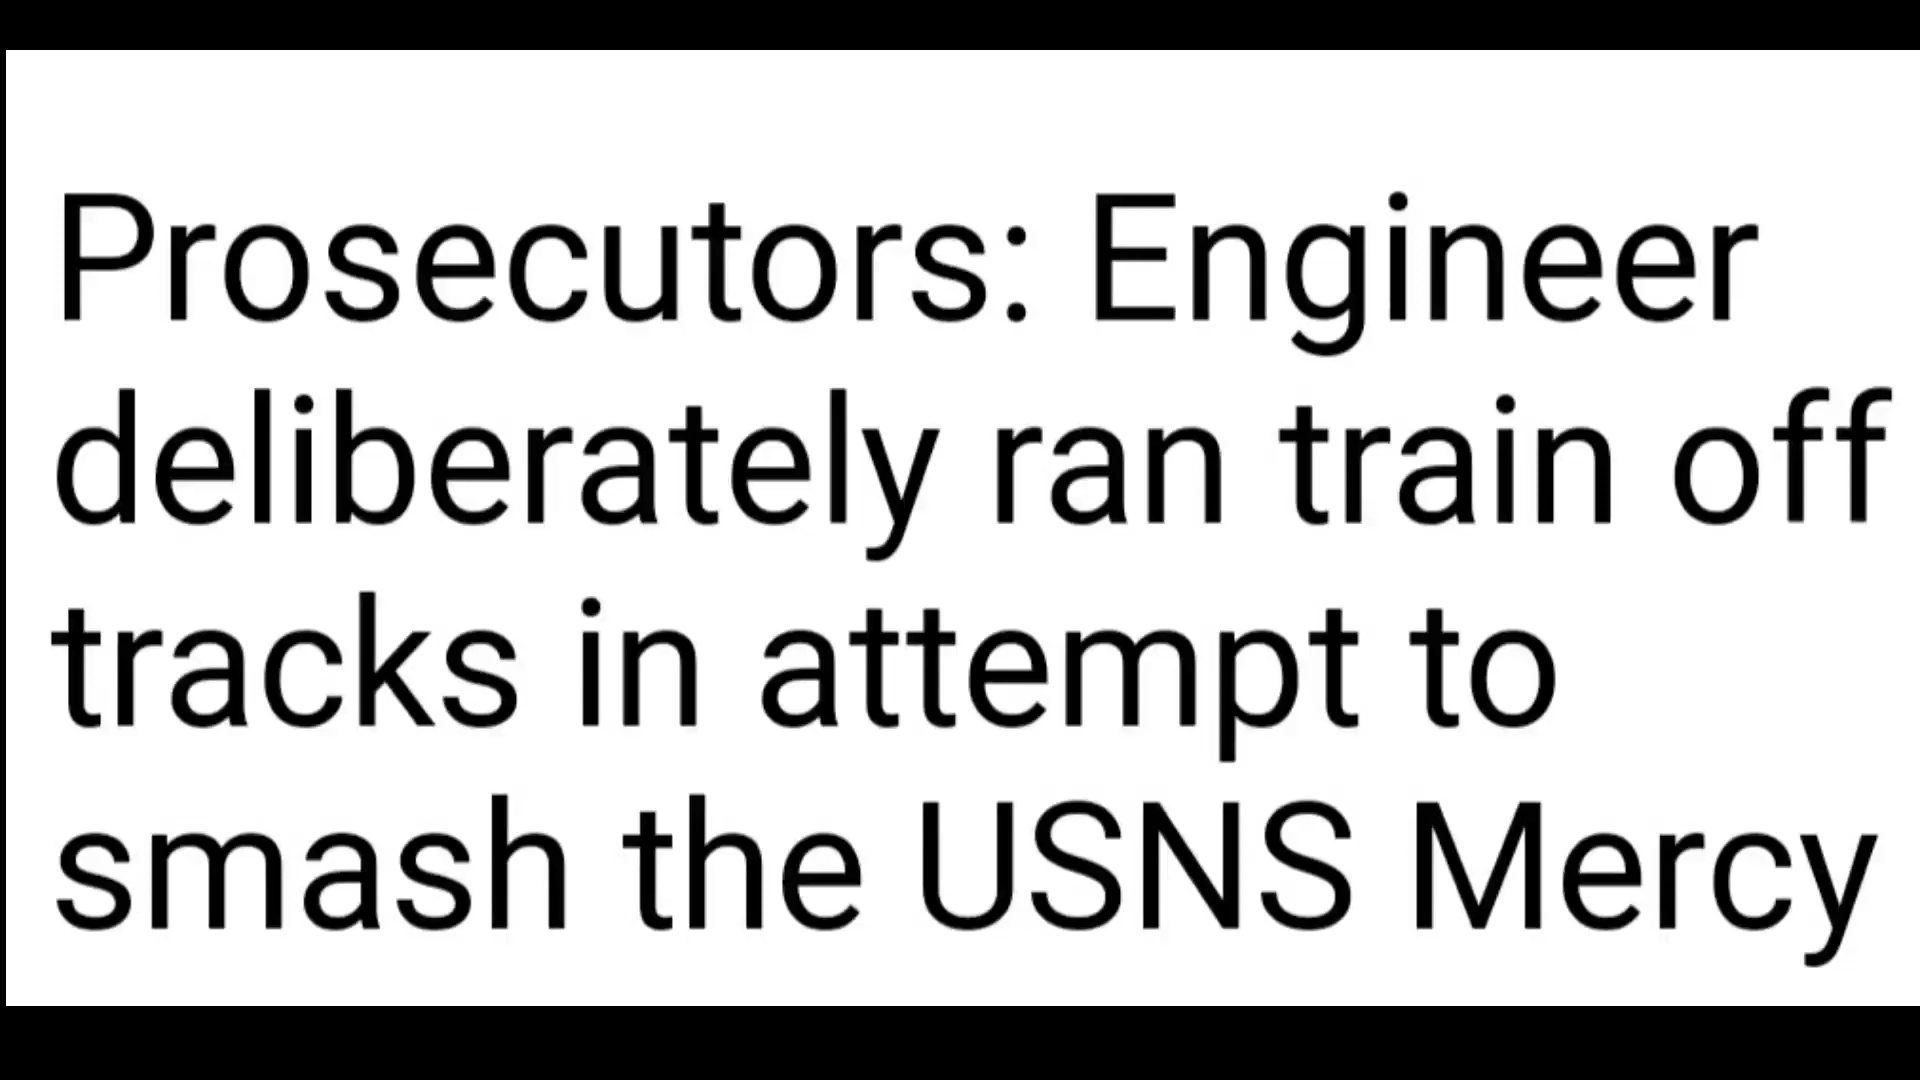 Prosecutors: Engineer
deliberately ran train off
tracks in attempt to
smash the USNS Mercy